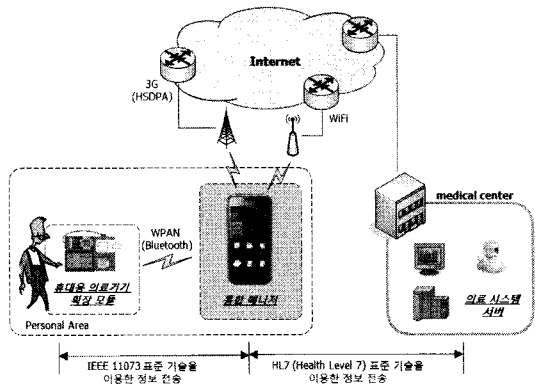 Internet
3G
(HSDPA)
WiFi
medical center
WPAN
(Bluetooth)
휴대용 의료기기
확장 모듈
통합 매니저
의료 시스템
서버
Personal Area
IEEE 11073 표준 기술을
이용한 정보 전송
HL7 (Health Level 7) 표준 기술을
이용한 정보 전송